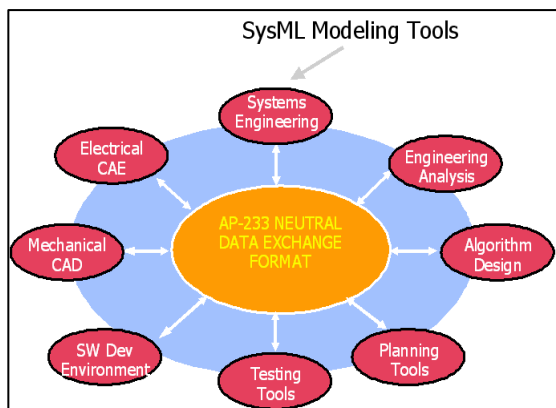 SysML Modeling Tools
Systems
Engineering
Electrical
CAE
Engineering
Analysis
AP-233 NEUTRAL
DATA EXCHANGE
FORMAT
Mechanical
CAD
Algorithm
Design
SW Dev
Environment
Testing
Tools
Planning
Tools